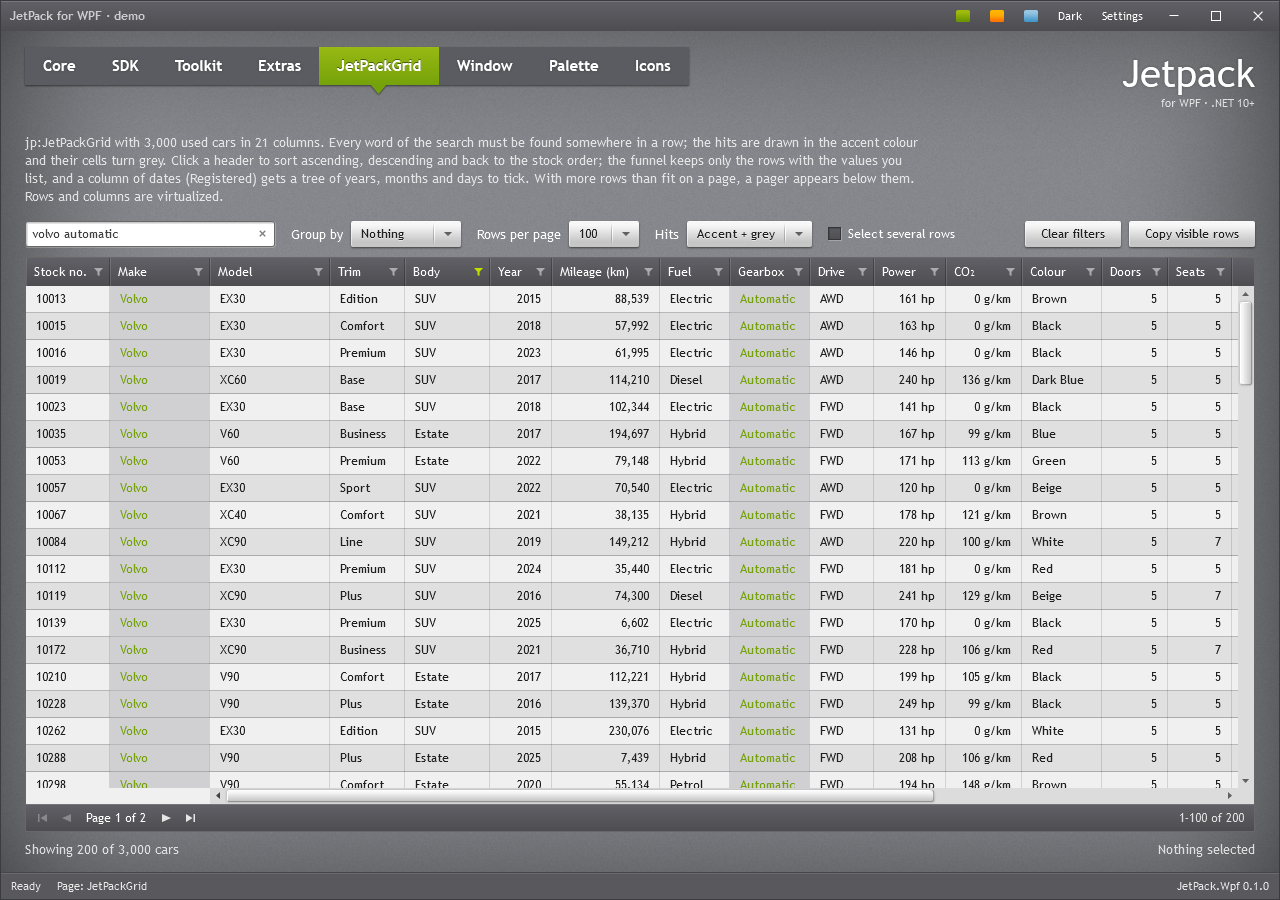 JetPack for WPF · demo
Dark Settings
Core SDK Toolkit Extras JetPackGrid Window Palette Icons
Jetpack
for WPF · .NET 10+
jp:JetPackGrid with 3,000 used cars in 21 columns. Every word of the search must be found somewhere in a row; the hits are drawn in the accent colour
and their cells turn grey. Click a header to sort ascending, descending and back to the stock order; the funnel keeps only the rows with the values you
list, and a column of dates (Registered) gets a tree of years, months and days to tick. With more rows than fit on a page, a pager appears below them.
Rows and columns are virtualized.
volvo automatic Group by Nothing Rows per page 100 Hits Accent + grey Select several rows Clear filters Copy visible rows
Stock no. Make Model Trim Body Year Mileage (km) Fuel Gearbox Drive Power CO₂ Colour Doors Seats
10013 Volvo EX30 Edition SUV 2015 88,539 Electric Automatic AWD 161 hp 0 g/km Brown 5 5
10015 Volvo EX30 Comfort SUV 2018 57,992 Electric Automatic AWD 163 hp 0 g/km Black 5 5
10016 Volvo EX30 Premium SUV 2023 61,995 Electric Automatic AWD 146 hp 0 g/km Black 5 5
10019 Volvo XC60 Base SUV 2017 114,210 Diesel Automatic AWD 240 hp 136 g/km Dark Blue 5 5
10023 Volvo EX30 Base SUV 2018 102,344 Electric Automatic FWD 141 hp 0 g/km Black 5 5
10035 Volvo V60 Business Estate 2017 194,697 Hybrid Automatic FWD 167 hp 99 g/km Blue 5 5
10053 Volvo V60 Premium Estate 2022 79,148 Hybrid Automatic FWD 171 hp 113 g/km Green 5 5
10057 Volvo EX30 Sport SUV 2022 70,540 Electric Automatic AWD 120 hp 0 g/km Beige 5 5
10067 Volvo XC40 Comfort SUV 2021 38,135 Hybrid Automatic FWD 178 hp 121 g/km Brown 5 5
10084 Volvo XC90 Line SUV 2019 149,212 Hybrid Automatic AWD 220 hp 100 g/km White 5 7
10112 Volvo EX30 Premium SUV 2024 35,440 Electric Automatic FWD 181 hp 0 g/km Red 5 5
10119 Volvo XC90 Plus SUV 2016 74,300 Diesel Automatic FWD 241 hp 129 g/km Beige 5 7
10139 Volvo EX30 Premium SUV 2025 6,602 Electric Automatic FWD 170 hp 0 g/km Black 5 5
10172 Volvo XC90 Business SUV 2021 36,710 Hybrid Automatic FWD 228 hp 106 g/km Red 5 7
10210 Volvo V90 Comfort Estate 2017 112,221 Hybrid Automatic FWD 199 hp 105 g/km Black 5 5
10228 Volvo V90 Plus Estate 2016 139,370 Hybrid Automatic FWD 249 hp 99 g/km Black 5 5
10262 Volvo EX30 Edition SUV 2015 230,076 Electric Automatic FWD 131 hp 0 g/km White 5 5
10288 Volvo V90 Plus Estate 2025 7,439 Hybrid Automatic FWD 208 hp 106 g/km Red 5 5
10298 Volvo V90 Comfort Estate 2020 55,134 Petrol Automatic FWD 194 hp 148 g/km Brown 5 5
Page 1 of 2 1-100 of 200
Showing 200 of 3,000 cars Nothing selected
Ready Page: JetPackGrid JetPack.Wpf 0.1.0